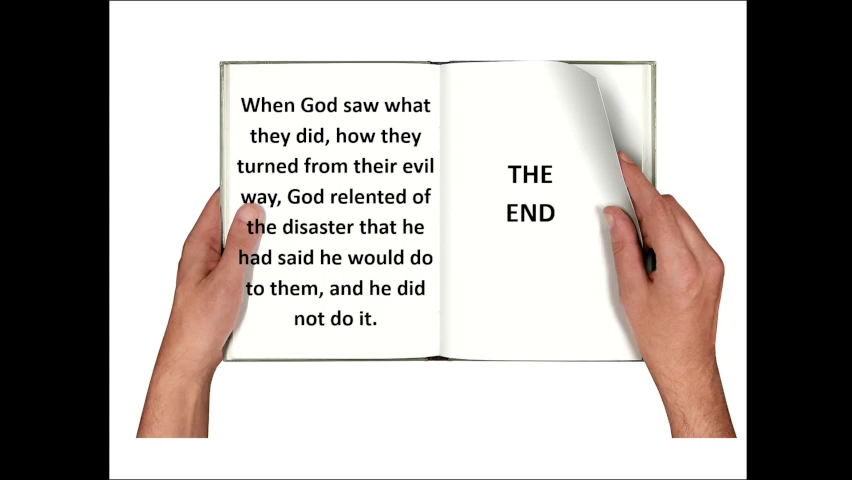 When God saw what
they did, how they
turned from their evil
way, God relented of
the disaster that he
had said he would do
to them, and he did
not do it.
THE
END